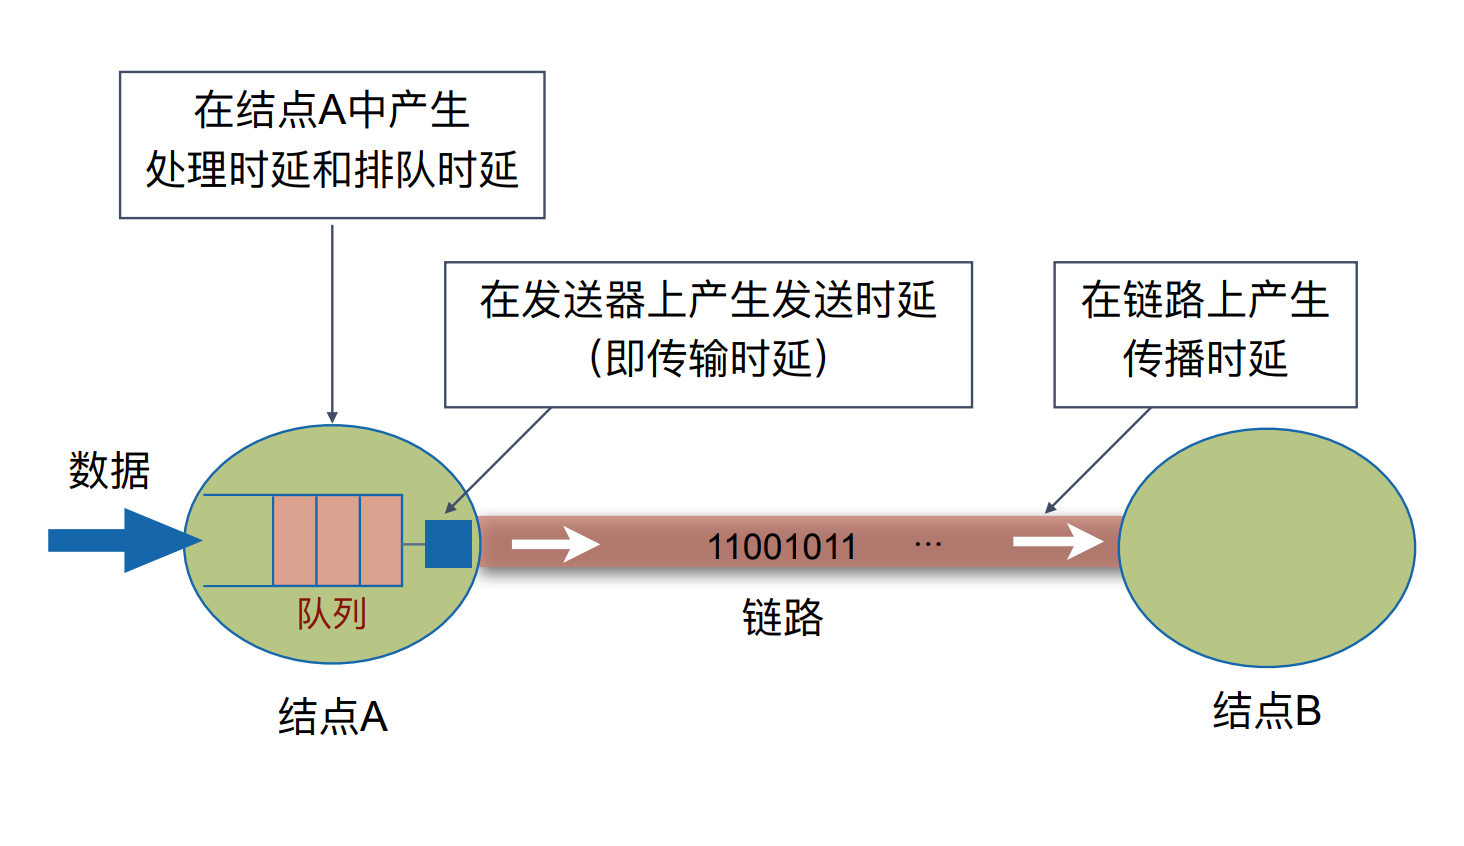 在结点A中产生
处理时延和排队时延
在发送器上产生发送时延
(即传输时延)
在链路上产生
传播时延
数据
11001011 …
队列
链路
结点A
结点B